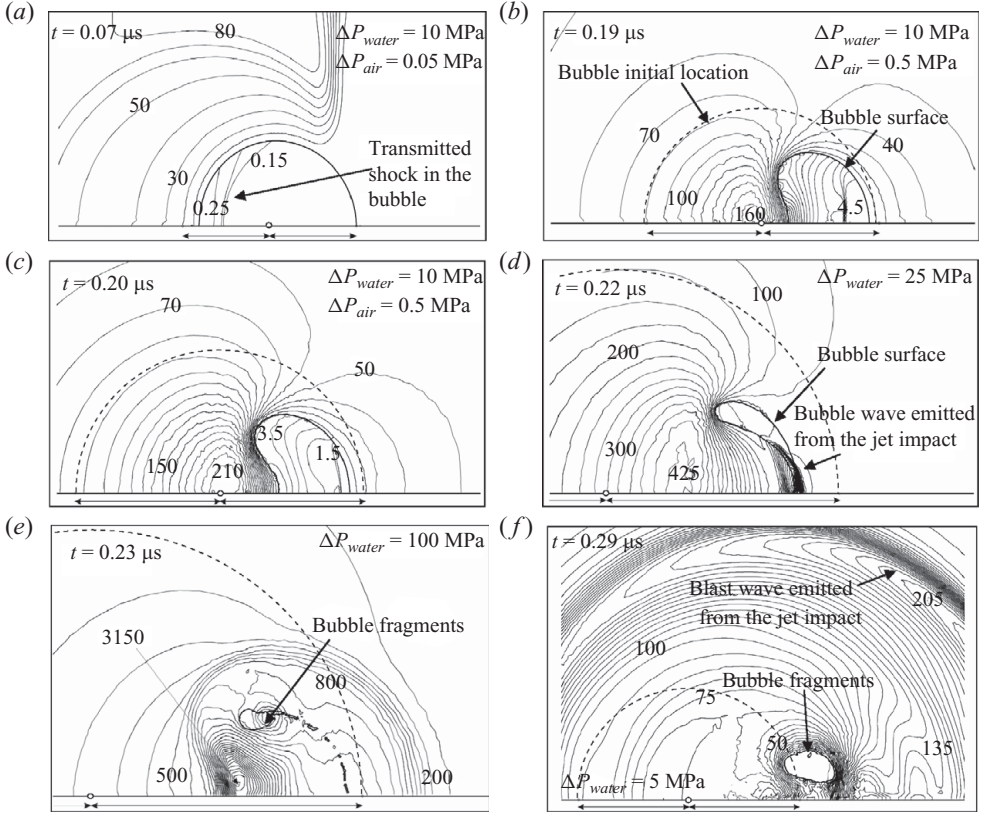 (a)
t = 0.07 μs
80
ΔP_water = 10 MPa
ΔP_air = 0.05 MPa
50
30
0.15
0.25
Transmitted
shock in the
bubble
(b)
t = 0.19 μs
ΔP_water = 10 MPa
ΔP_air = 0.5 MPa
Bubble initial location
Bubble surface
70
40
100
160
4.5
(c)
t = 0.20 μs
ΔP_water = 10 MPa
ΔP_air = 0.5 MPa
70
50
3.5
1.5
150
210
(d)
t = 0.22 μs
ΔP_water = 25 MPa
100
200
Bubble surface
Bubble wave emitted
from the jet impact
300
425
(e)
t = 0.23 μs
ΔP_water = 100 MPa
3150
Bubble fragments
800
500
200
(f)
t = 0.29 μs
Blast wave emitted
from the jet impact
205
100
Bubble fragments
75
50
135
ΔP_water = 5 MPa